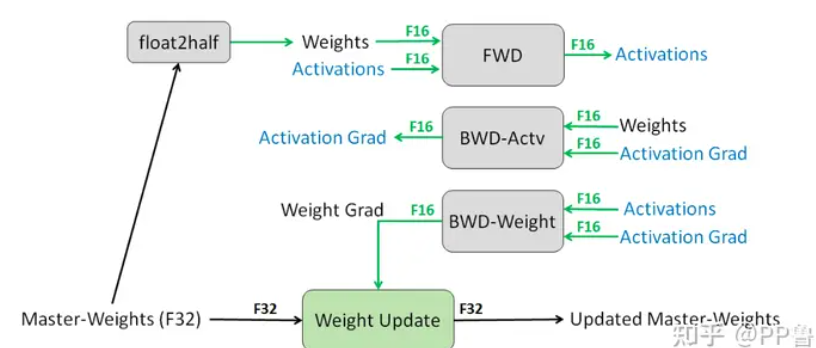 float2half
Weights
F16
FWD
F16
Activations
Activations
F16
Activation Grad
F16
BWD-Actv
F16
Weights
F16
Activation Grad
Weight Grad
F16
BWD-Weight
F16
Activations
F16
Activation Grad
Master-Weights (F32)
F32
Weight Update
F32
Updated Master-Weights
知乎 @PP鲁